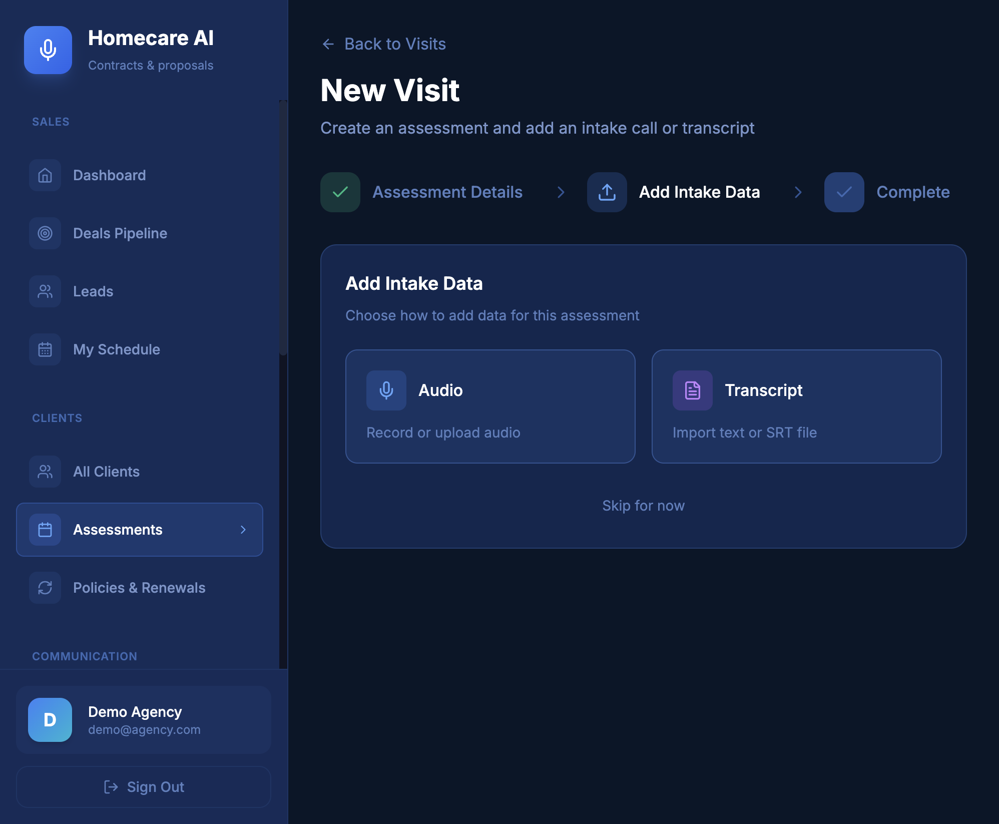 Homecare AI
Contracts & proposals
SALES
Dashboard
Deals Pipeline
Leads
My Schedule
CLIENTS
All Clients
Assessments
Policies & Renewals
COMMUNICATION
D
Demo Agency
demo@agency.com
Sign Out
Back to Visits
New Visit
Create an assessment and add an intake call or transcript
Assessment Details
Add Intake Data
Complete
Add Intake Data
Choose how to add data for this assessment
Audio
Record or upload audio
Transcript
Import text or SRT file
Skip for now